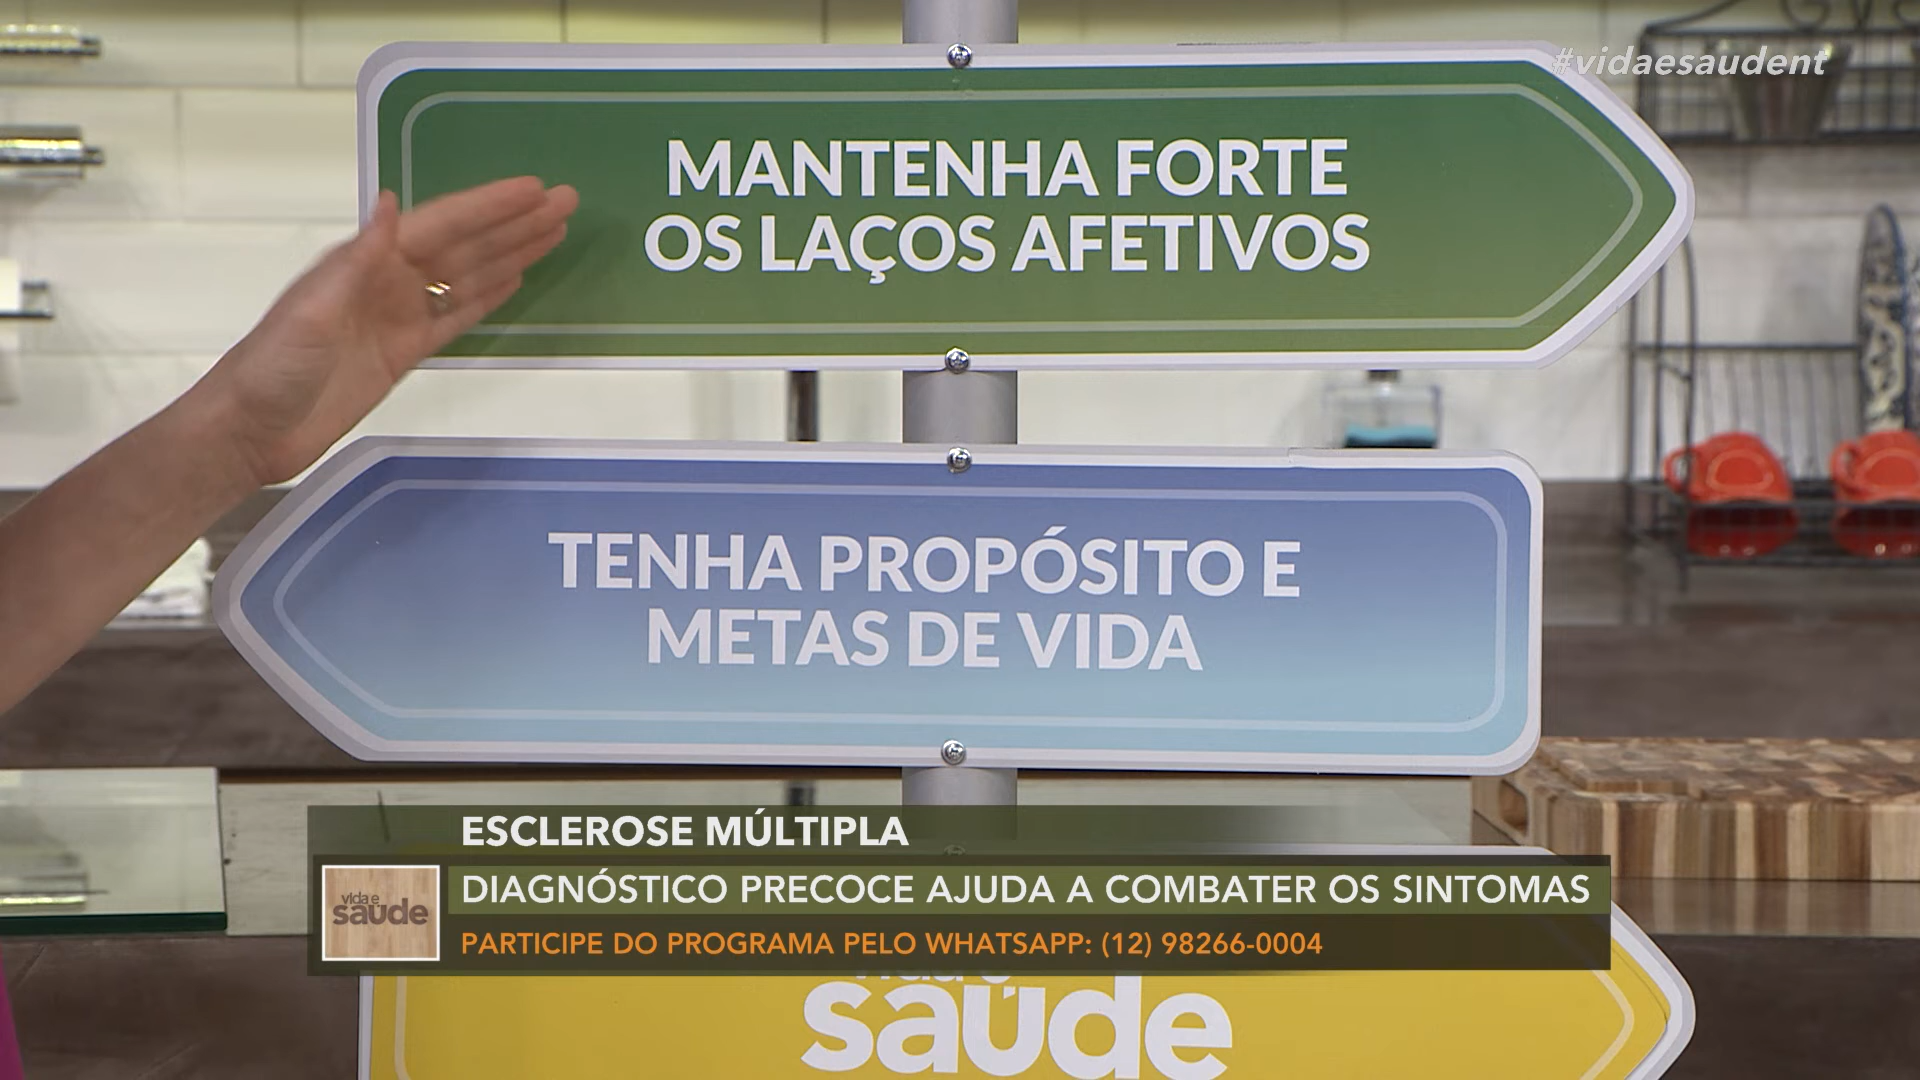 #vidaesaudent
MANTENHA FORTE
OS LAÇOS AFETIVOS
TENHA PROPÓSITO E
METAS DE VIDA
ESCLEROSE MÚLTIPLA
vida e
saúde
DIAGNÓSTICO PRECOCE AJUDA A COMBATER OS SINTOMAS
PARTICIPE DO PROGRAMA PELO WHATSAPP: (12) 98266-0004
vida e
saúde